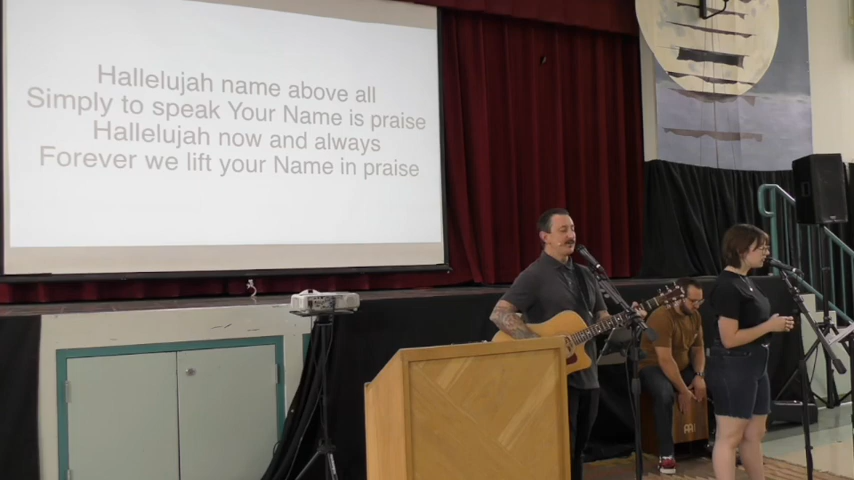 Hallelujah name above all
Simply to speak Your Name is praise
Hallelujah now and always
Forever we lift your Name in praise